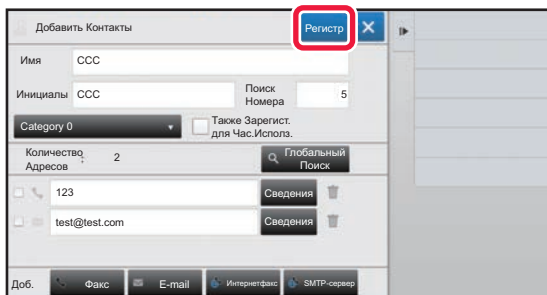 Добавить Контакты Регистр
Имя CCC
Инициалы CCC Поиск
Номера 5
Category 0 Также Зарегист.
для Час.Исполз.
Количество
Адресов : 2 Глобальный
Поиск
123 Сведения
test@test.com Сведения
Доб. Факс E-mail Интернетфакс SMTP-сервер